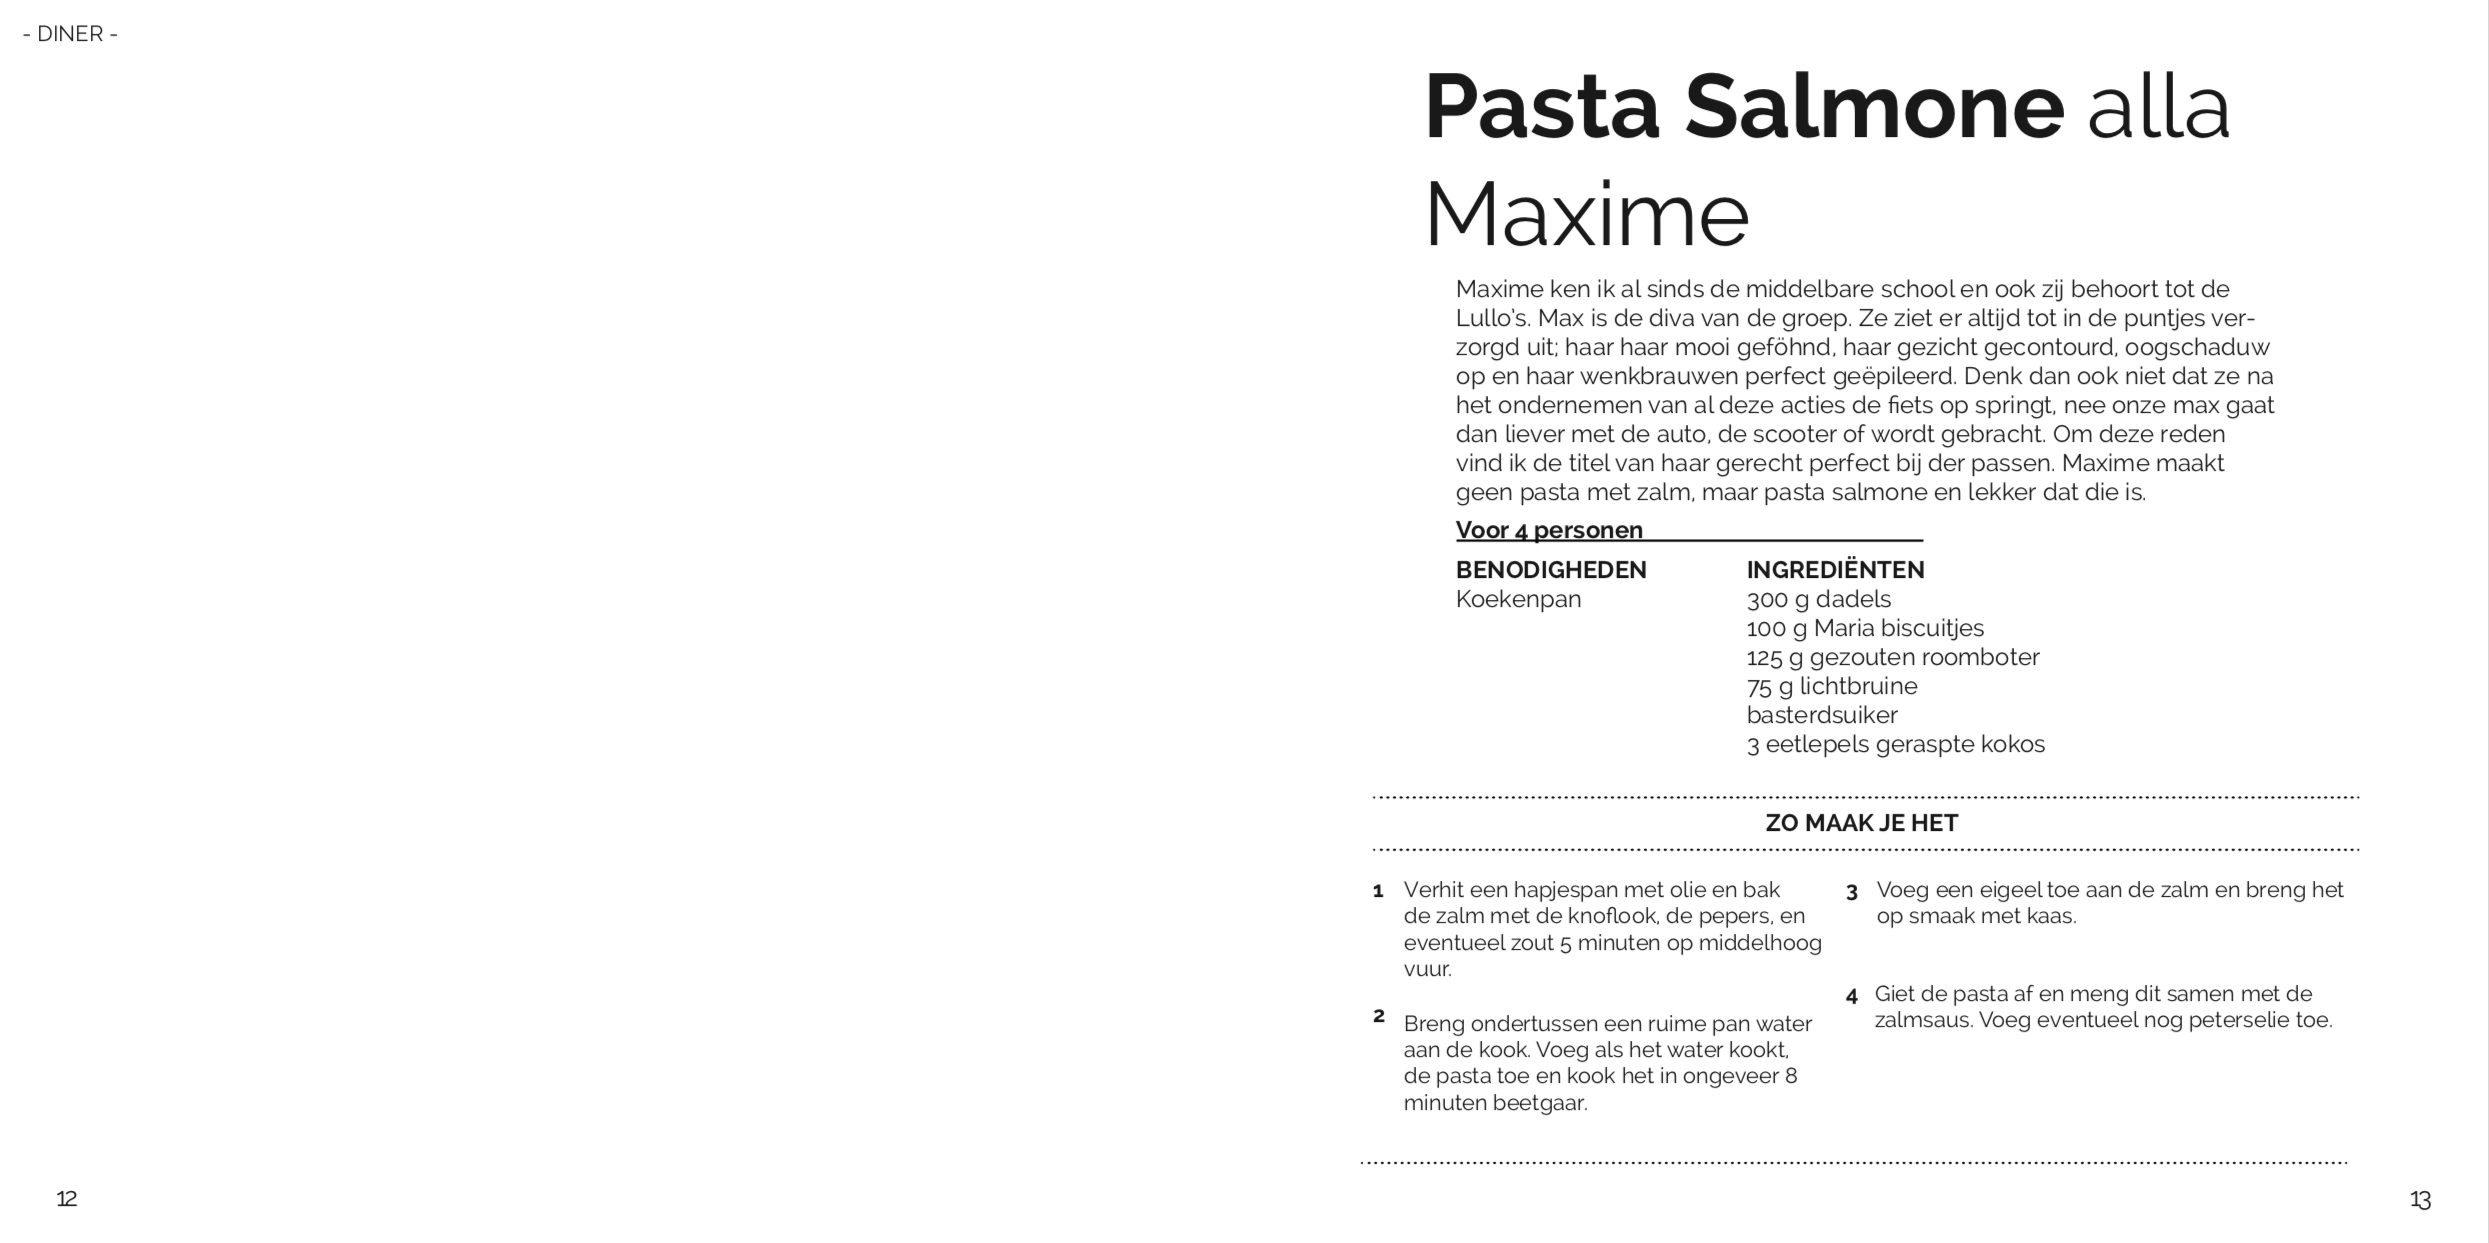 - DINER -
Pasta Salmone alla
Maxime
Maxime ken ik al sinds de middelbare school en ook zij behoort tot de
Lullo's. Max is de diva van de groep. Ze ziet er altijd tot in de puntjes ver-
zorgd uit; haar haar mooi geföhnd, haar gezicht gecontourd, oogschaduw
op en haar wenkbrauwen perfect geëpileerd. Denk dan ook niet dat ze na
het ondernemen van al deze acties de fiets op springt, nee onze max gaat
dan liever met de auto, de scooter of wordt gebracht. Om deze reden
vind ik de titel van haar gerecht perfect bij der passen. Maxime maakt
geen pasta met zalm, maar pasta salmone en lekker dat die is.
Voor 4 personen
BENODIGHEDEN
Koekenpan
INGREDIËNTEN
300 g dadels
100 g Maria biscuitjes
125 g gezouten roomboter
75 g lichtbruine
basterdsuiker
3 eetlepels geraspte kokos
ZO MAAK JE HET
1 Verhit een hapjespan met olie en bak
de zalm met de knoflook, de pepers, en
eventueel zout 5 minuten op middelhoog
vuur.
2 Breng ondertussen een ruime pan water
aan de kook. Voeg als het water kookt,
de pasta toe en kook het in ongeveer 8
minuten beetgaar.
3 Voeg een eigeel toe aan de zalm en breng het
op smaak met kaas.
4 Giet de pasta af en meng dit samen met de
zalmsaus. Voeg eventueel nog peterselie toe.
12
13